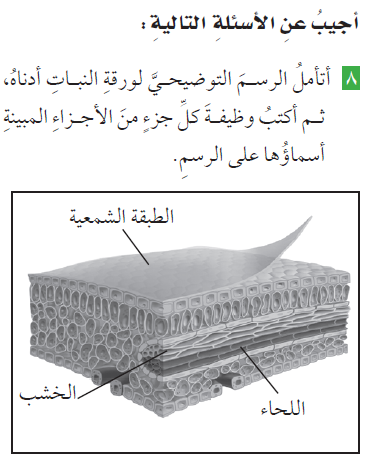 أجيبُ عنِ الأسئلةِ التاليةِ :
٨ أتأملُ الرسمَ التوضيحيَّ لورقةِ النباتِ أدناهُ،
ثم أكتبُ وظيفةَ كلِّ جزءٍ منَ الأجزاءِ المبينةِ
أسماؤُها على الرسمِ.
الطبقة الشمعية
الخشب
اللحاء